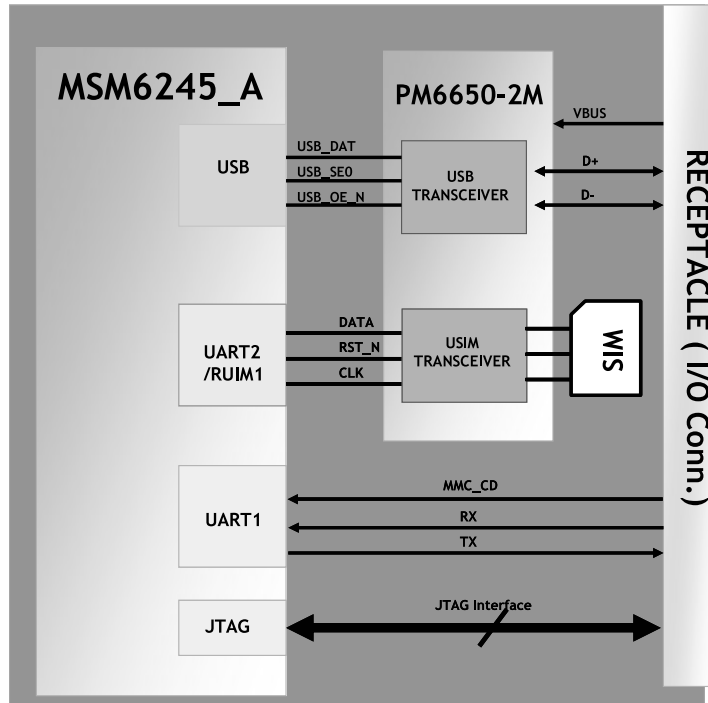 MSM6245_A
PM6650-2M
VBUS
USB
USB_DAT
USB_SE0
USB_OE_N
USB
TRANSCEIVER
D+
D-
UART2
/RUIM1
DATA
RST_N
CLK
USIM
TRANSCEIVER
SIM
RECEPTACLE ( I/O Conn.)
UART1
MMC_CD
RX
TX
JTAG
JTAG Interface